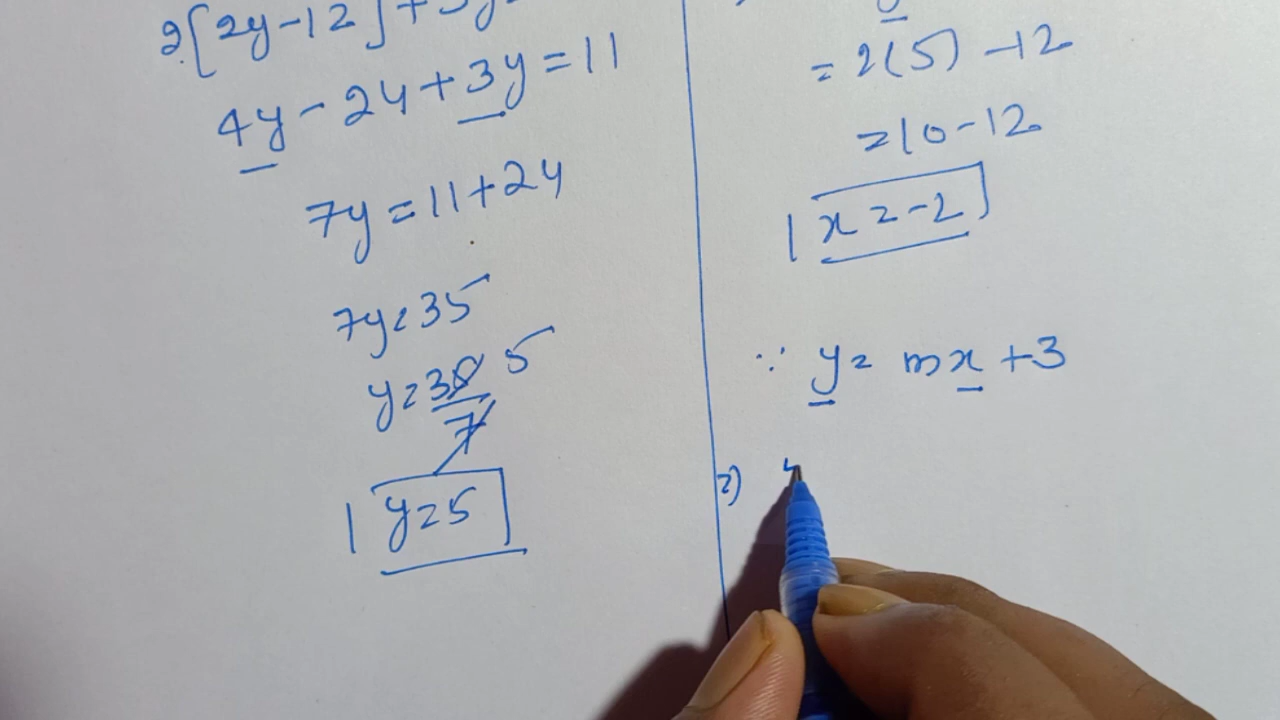 2[2y-12]+3y
4y-24+3y=11
7y=11+24
7y=35
y=35 5
7
y=5
=2(5)-12
=10-12
x=-2
∵ y=mx+3
2)